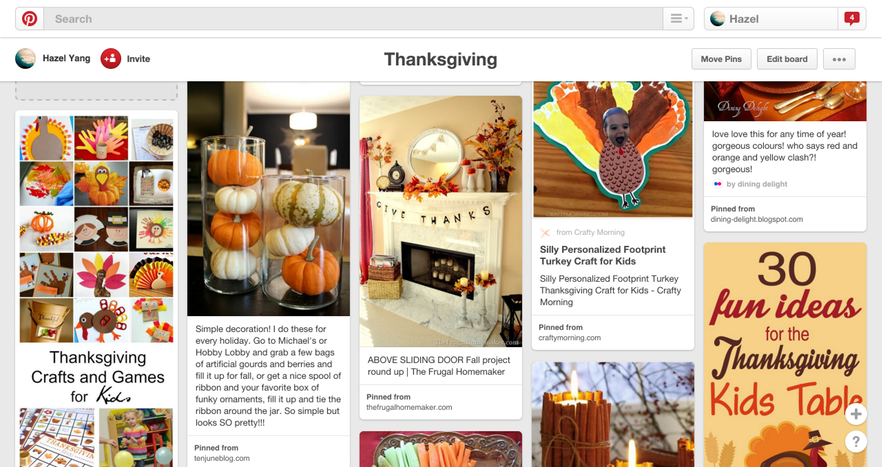 Search
Hazel
4
Hazel Yang
Invite
Thanksgiving
Move Pins
Edit board
Thanksgiving
Crafts and Games
for Kids
Simple decoration! I do these for
every holiday. Go to Michael's or
Hobby Lobby and grab a few bags
of artificial gourds and berries and
fill it up for fall, or get a nice spool of
ribbon and your favorite box of
funky ornaments, fill it up and tie the
ribbon around the jar. So simple but
looks SO pretty!!!
Pinned from
tenjuneblog.com
GIVE THANKS
ABOVE SLIDING DOOR Fall project
round up | The Frugal Homemaker
Pinned from
thefrugalhomemaker.com
from Crafty Morning
Silly Personalized Footprint
Turkey Craft for Kids
Silly Personalized Footprint Turkey
Thanksgiving Craft for Kids - Crafty
Morning
Pinned from
craftymorning.com
Dining Delight
love love this for any time of year!
gorgeous colours! who says red and
orange and yellow clash?!
gorgeous!
by dining delight
Pinned from
dining-delight.blogspot.com
30
fun ideas
for the
Thanksgiving
Kids Table
?